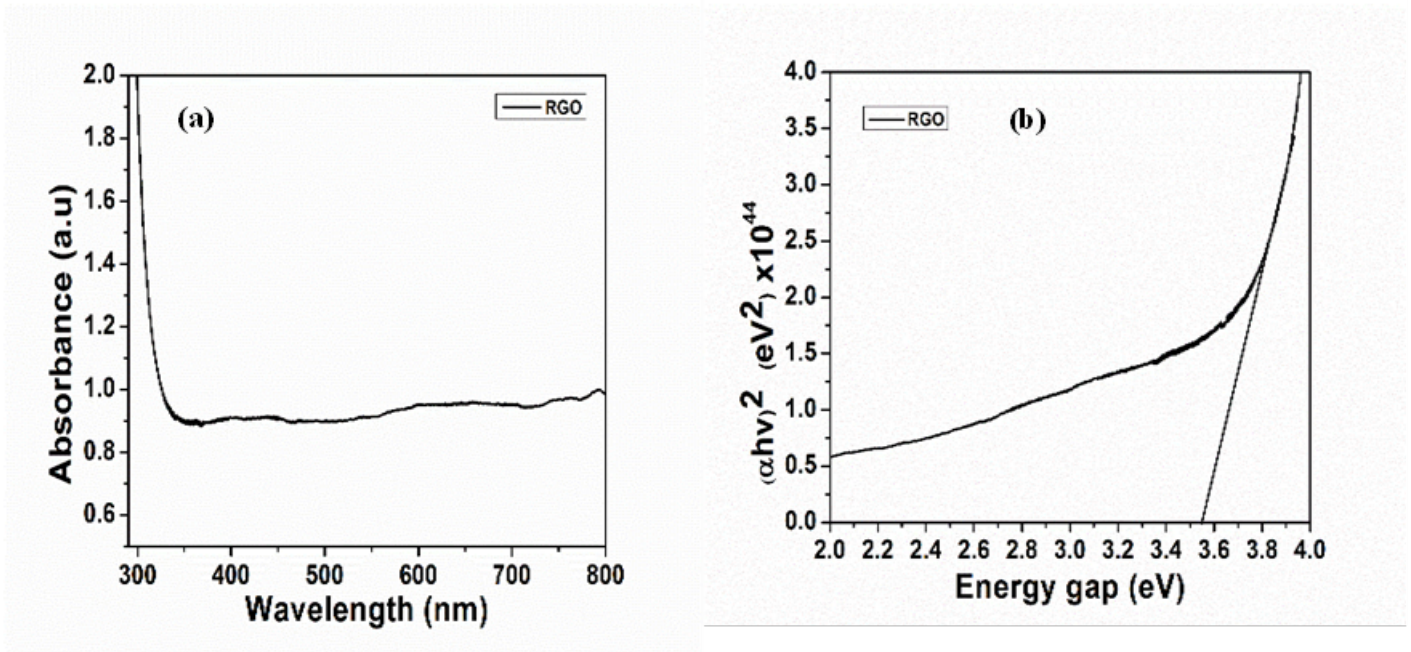 (a)
RGO
2.0
1.8
1.6
1.4
1.2
1.0
0.8
0.6
Absorbance (a.u)
300 400 500 600 700 800
Wavelength (nm)
RGO
(b)
4.0
3.5
3.0
2.5
2.0
1.5
1.0
0.5
0.0
(αhν)² (eV²) x10⁴⁴
2.0 2.2 2.4 2.6 2.8 3.0 3.2 3.4 3.6 3.8 4.0
Energy gap (eV)